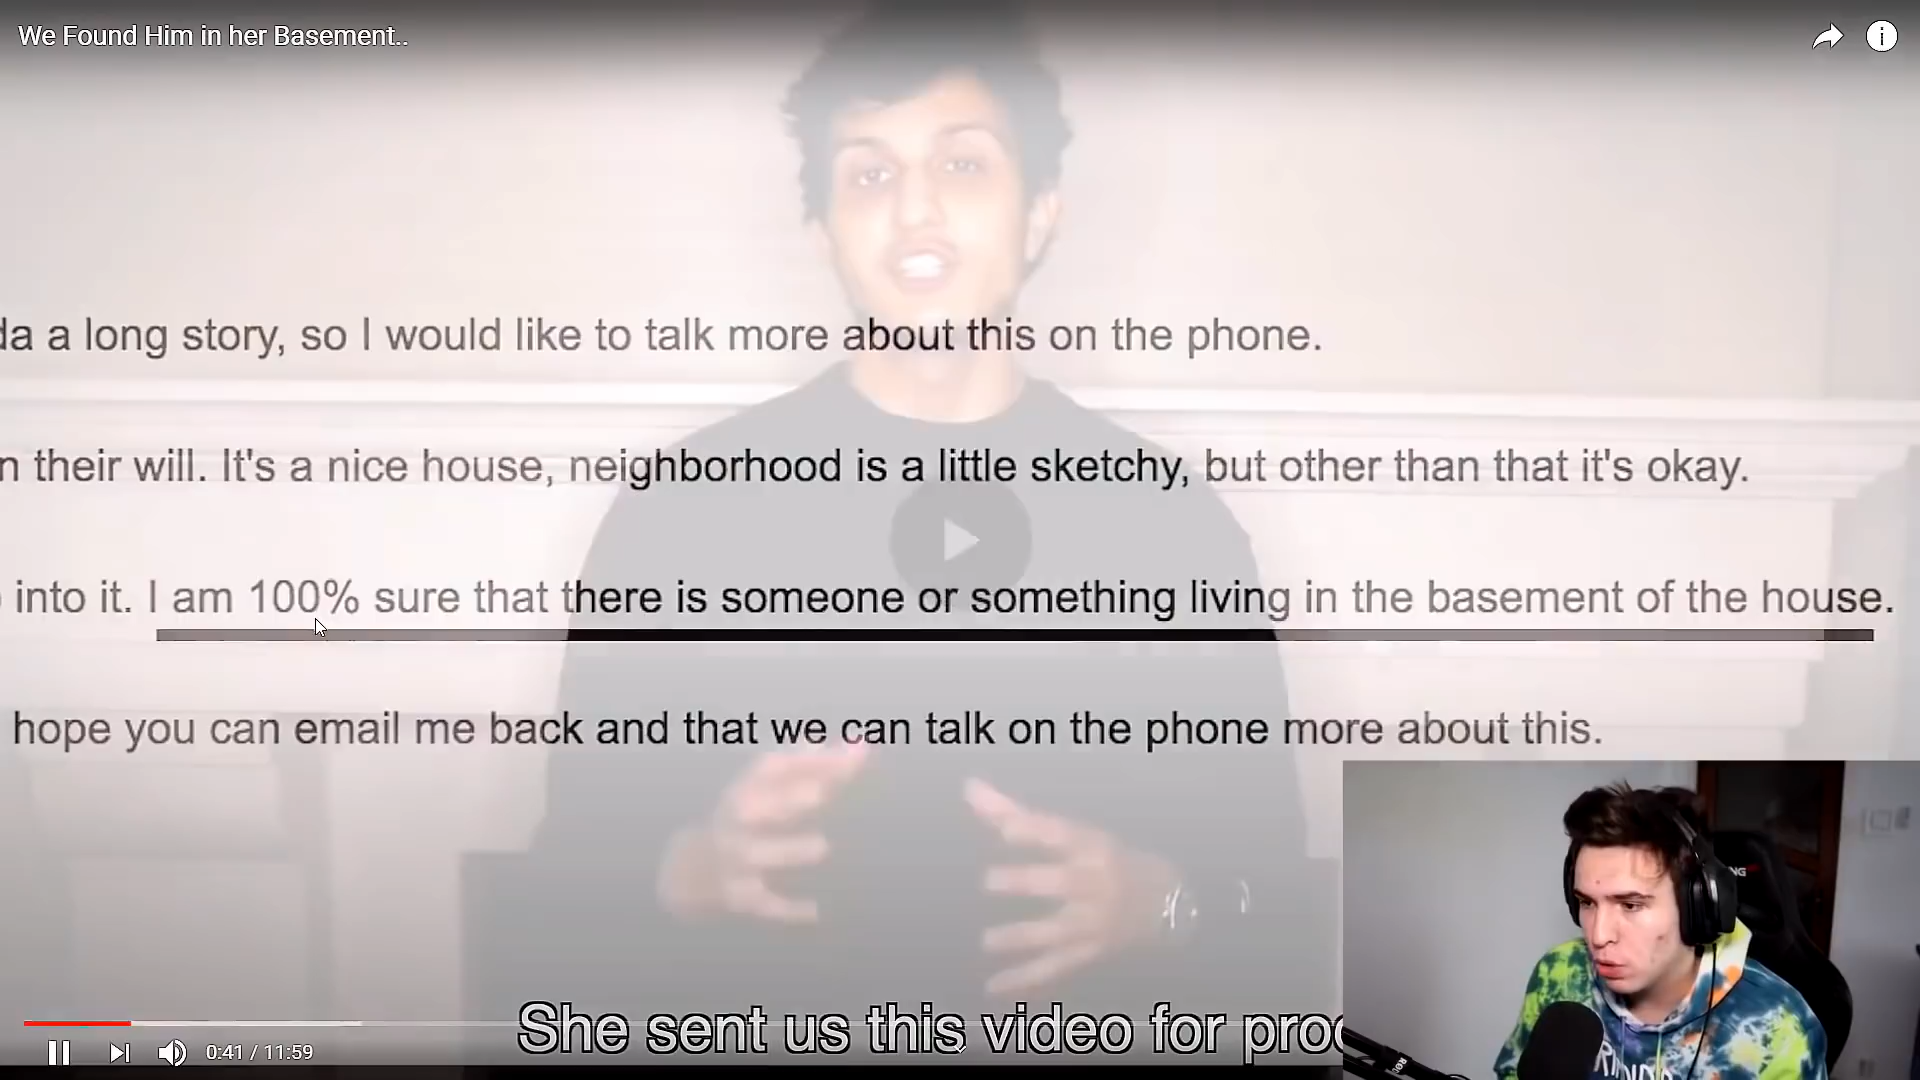 We Found Him in her Basement..
a long story, so I would like to talk more about this on the phone.
their will. It's a nice house, neighborhood is a little sketchy, but other than that it's okay.
into it. I am 100% sure that there is someone or something living in the basement of the house.
hope you can email me back and that we can talk on the phone more about this.
She sent us this video for
0:41 / 11:59